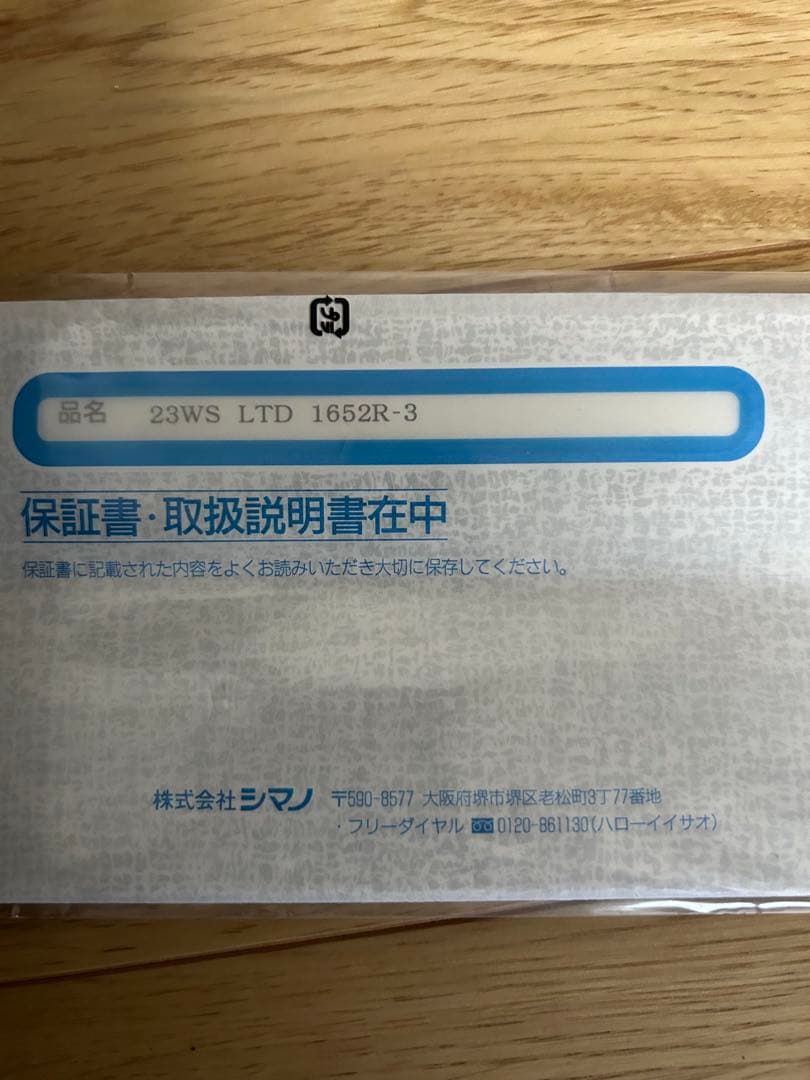 プラ
品名 23WS LTD 1652R-3
保証書・取扱説明書在中
保証書に記載された内容をよくお読みいただき大切に保存してください。
株式会社シマノ 〒590-8577 大阪府堺市堺区老松町3丁77番地
・フリーダイヤル 0120-861130(ハローイイサオ)